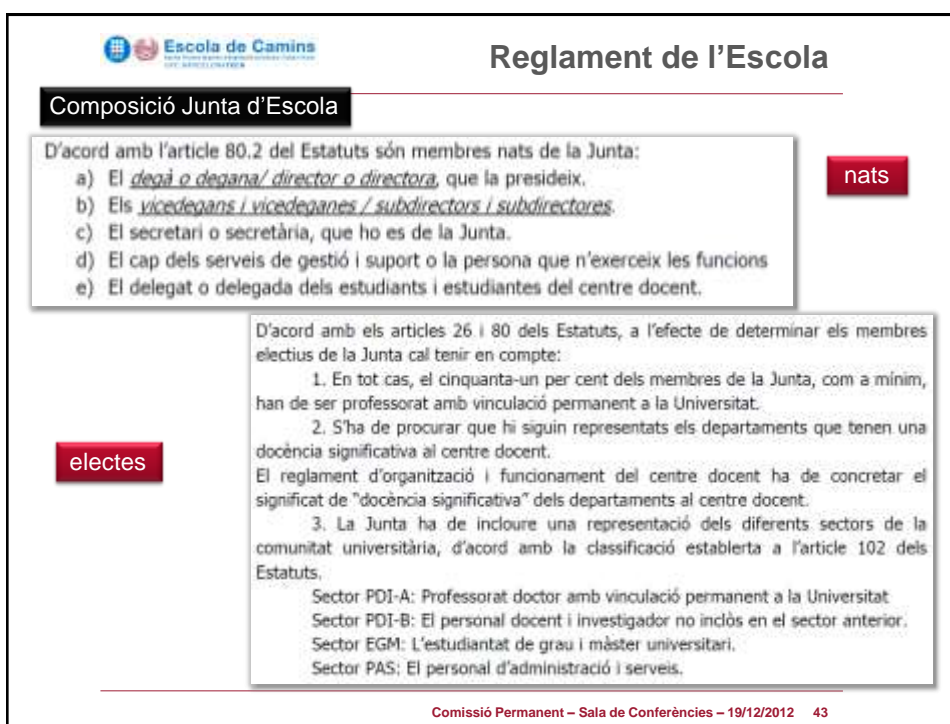 Escola de Camins
Reglament de l'Escola
Composició Junta d'Escola
D'acord amb l'article 80.2 del Estatuts són membres nats de la Junta:
a) El degà o degana/ director o directora, que la presideix.
b) Els vicedegans i vicedeganes / subdirectors i subdirectores.
c) El secretari o secretària, que ho es de la Junta.
d) El cap dels serveis de gestió i suport o la persona que n'exerceix les funcions
e) El delegat o delegada dels estudiants i estudiantes del centre docent.
nats
D'acord amb els articles 26 i 80 dels Estatuts, a l'efecte de determinar els membres
electius de la Junta cal tenir en compte:
1. En tot cas, el cinquanta-un per cent dels membres de la Junta, com a mínim,
han de ser professorat amb vinculació permanent a la Universitat.
2. S'ha de procurar que hi siguin representats els departaments que tenen una
docència significativa al centre docent.
El reglament d'organització i funcionament del centre docent ha de concretar el
significat de "docència significativa" dels departaments al centre docent.
3. La Junta ha de incloure una representació dels diferents sectors de la
comunitat universitària, d'acord amb la classificació establerta a l'article 102 dels
Estatuts.
Sector PDI-A: Professorat doctor amb vinculació permanent a la Universitat
Sector PDI-B: El personal docent i investigador no inclòs en el sector anterior.
Sector EGM: L'estudiantat de grau i màster universitari.
Sector PAS: El personal d'administració i serveis.
electes
Comissió Permanent – Sala de Conferències – 19/12/2012 43